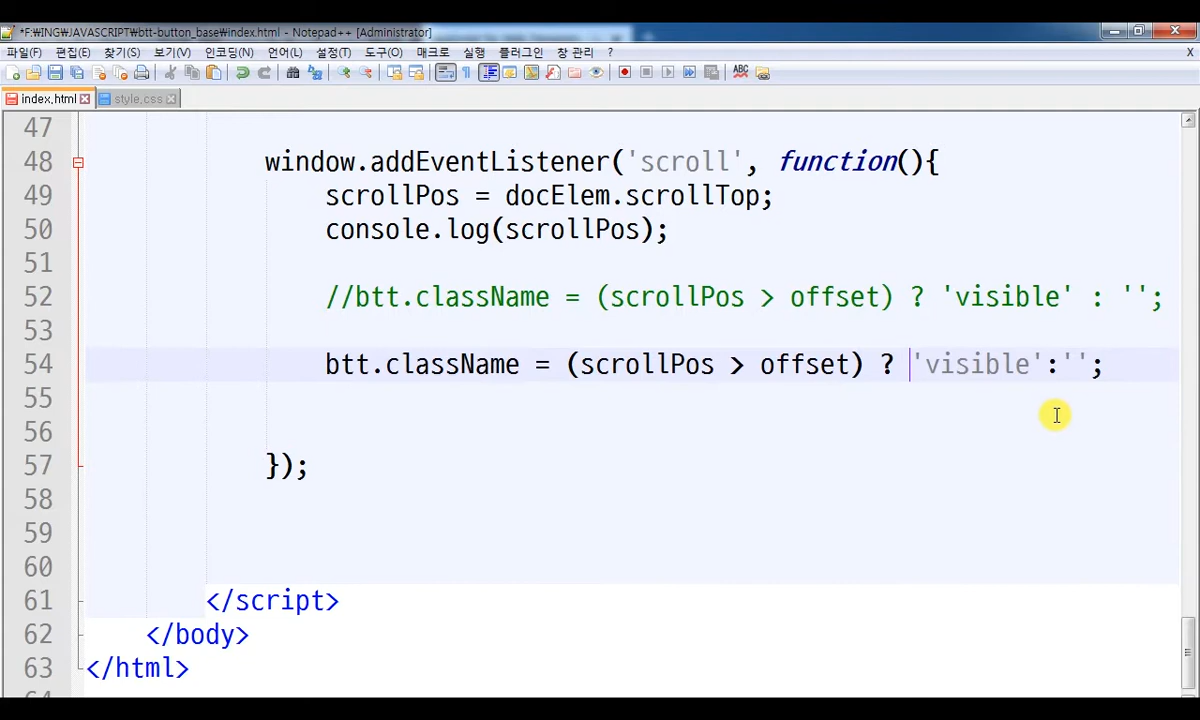 *F:₩ING₩JAVASCRIPT₩btt-button_base₩index.html - Notepad++ [Administrator]
파일(F) 편집(E) 찾기(S) 보기(V) 인코딩(N) 언어(L) 설정(T) 도구(O) 매크로 실행 플러그인 창 관리 ? X
index.html style.css
47
48 window.addEventListener('scroll', function(){
49 scrollPos = docElem.scrollTop;
50 console.log(scrollPos);
51
52 //btt.className = (scrollPos > offset) ? 'visible' : '';
53
54 btt.className = (scrollPos > offset) ? 'visible':'';
55
56
57 });
58
59
60
61 </script>
62 </body>
63 </html>